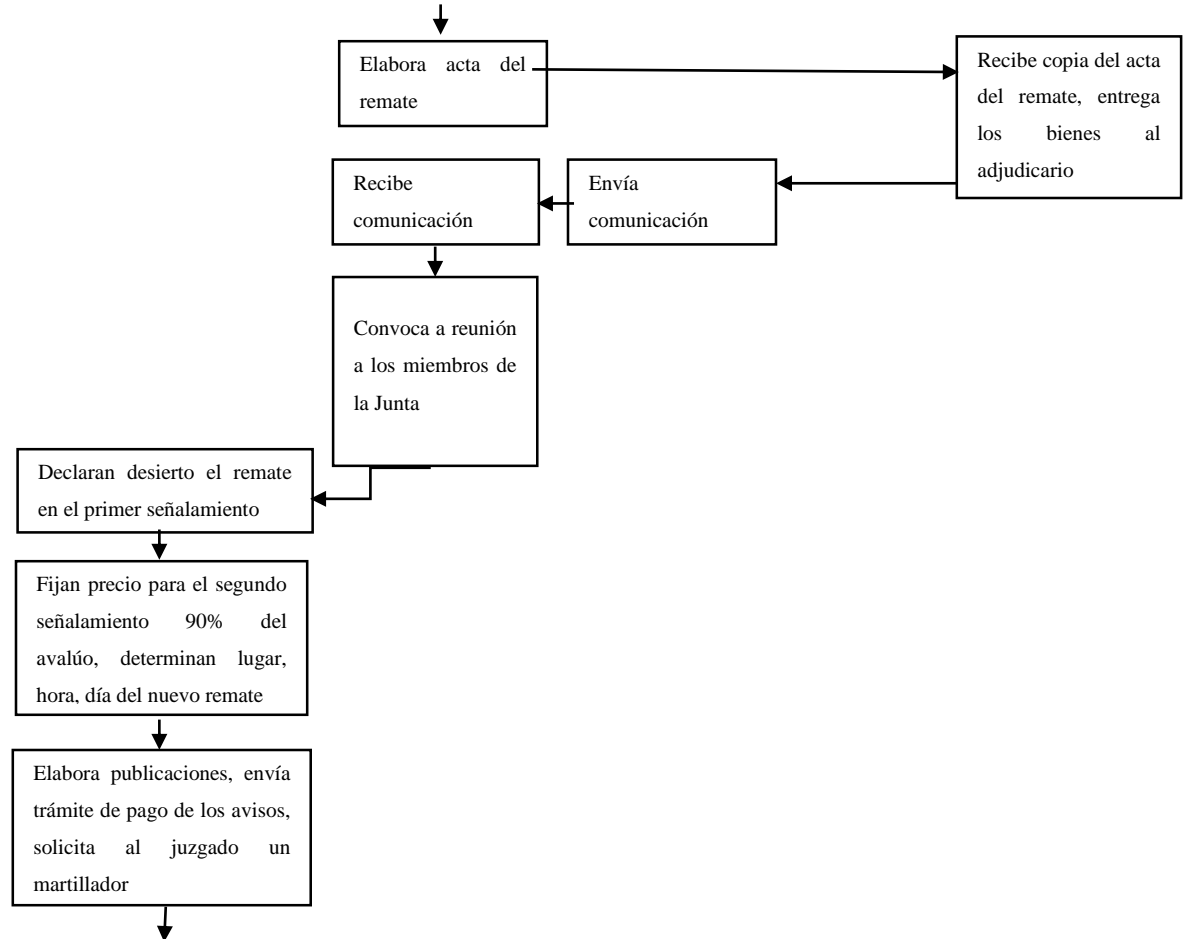 Elabora acta del
remate
Recibe copia del acta
del remate, entrega
los bienes al
adjudicario
Recibe
comunicación
Envía
comunicación
Convoca a reunión
a los miembros de
la Junta
Declaran desierto el remate
en el primer señalamiento
Fijan precio para el segundo
señalamiento 90% del
avalúo, determinan lugar,
hora, día del nuevo remate
Elabora publicaciones, envía
trámite de pago de los avisos,
solicita al juzgado un
martillador